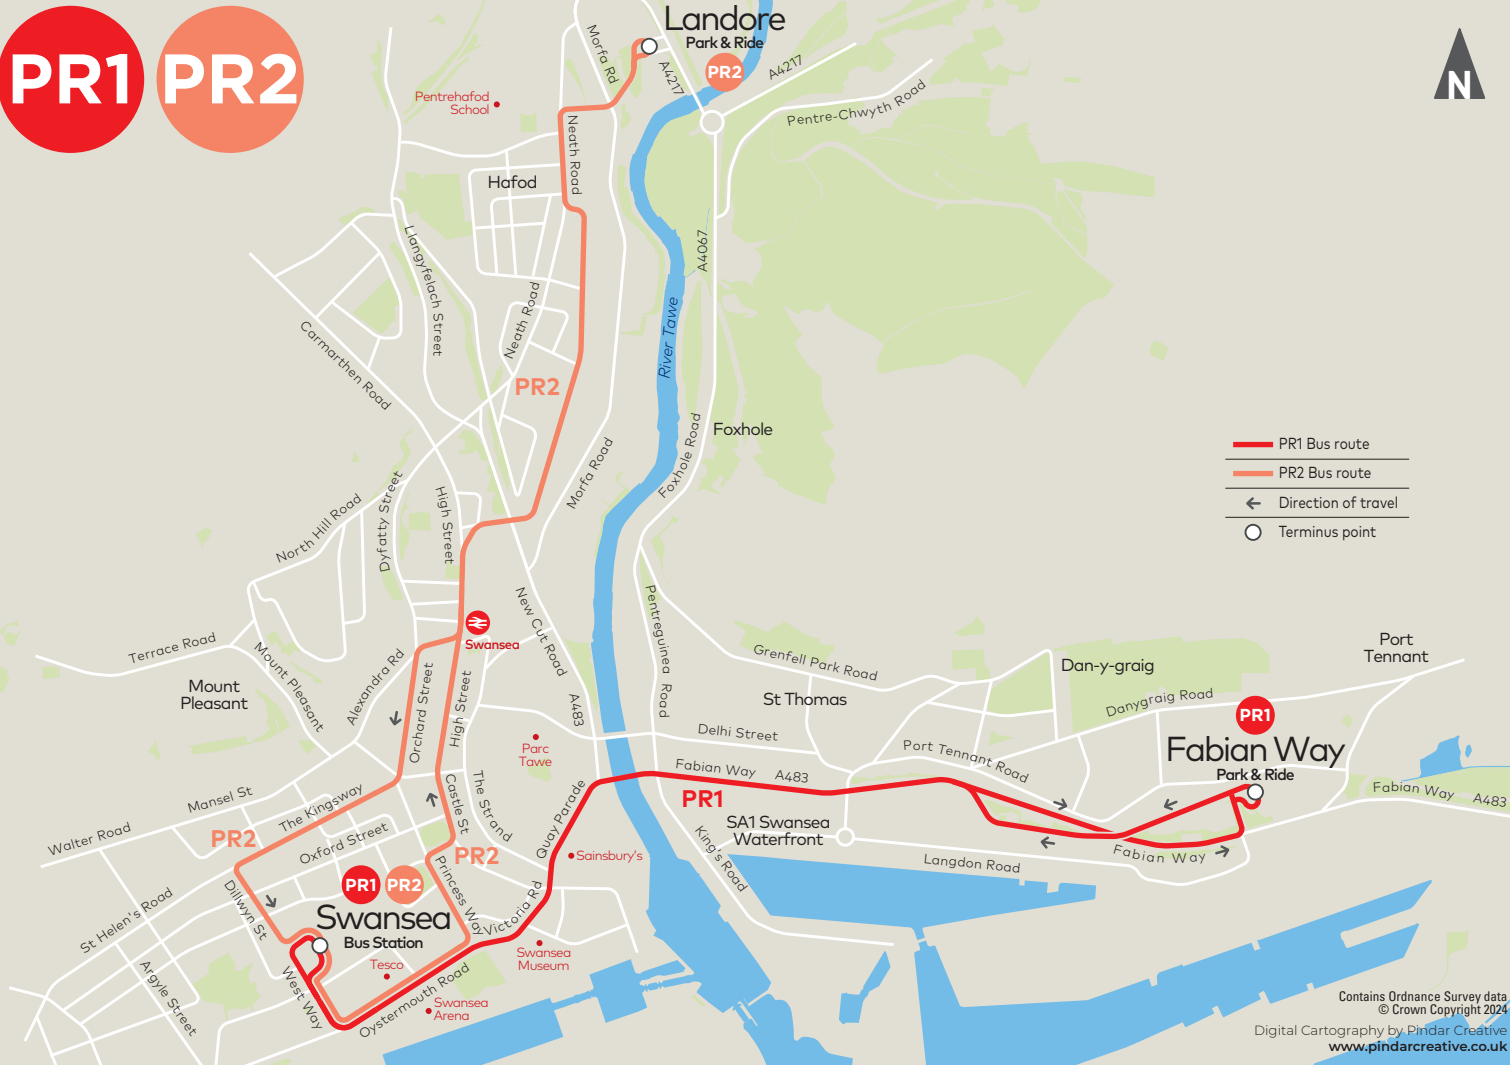 PR1
PR2
Landore
Park & Ride
PR2
Morfa Rd
A4217
A4217
Pentre-Chwyth Road
N
Pentrehafod
School
Neath Road
Hafod
Llangyfelach Street
A4067
Neath Road
River Tawe
Carmarthen Road
PR2
Foxhole
Foxhole Road
Morfa Road
PR1 Bus route
PR2 Bus route
Direction of travel
Terminus point
North Hill Road
Dyfatty Street
High Street
New Cut Road
Pentreguinea Road
Swansea
Terrace Road
Mount Pleasant
Mount
Pleasant
Alexandra Rd
Orchard Street
High Street
A483
Grenfell Park Road
St Thomas
Dan-y-graig
Port
Tennant
Danygraig Road
PR1
Fabian Way
Park & Ride
Delhi Street
Parc
Tawe
Port Tennant Road
Fabian Way
A483
PR1
Fabian Way
A483
Mansel St
The Kingsway
Castle St
The Strand
Quay Parade
Walter Road
PR2
Oxford Street
PR2
Sainsbury's
SA1 Swansea
Waterfront
King's Road
Langdon Road
Fabian Way
PR1
PR2
Swansea
Bus Station
Princess Way
Victoria Rd
Dillwyn St
St Helen's Road
Argyle Street
West Way
Tesco
Swansea
Museum
Swansea
Arena
Oystermouth Road
Contains Ordnance Survey data
© Crown Copyright 2024
Digital Cartography by Pindar Creative
www.pindarcreative.co.uk